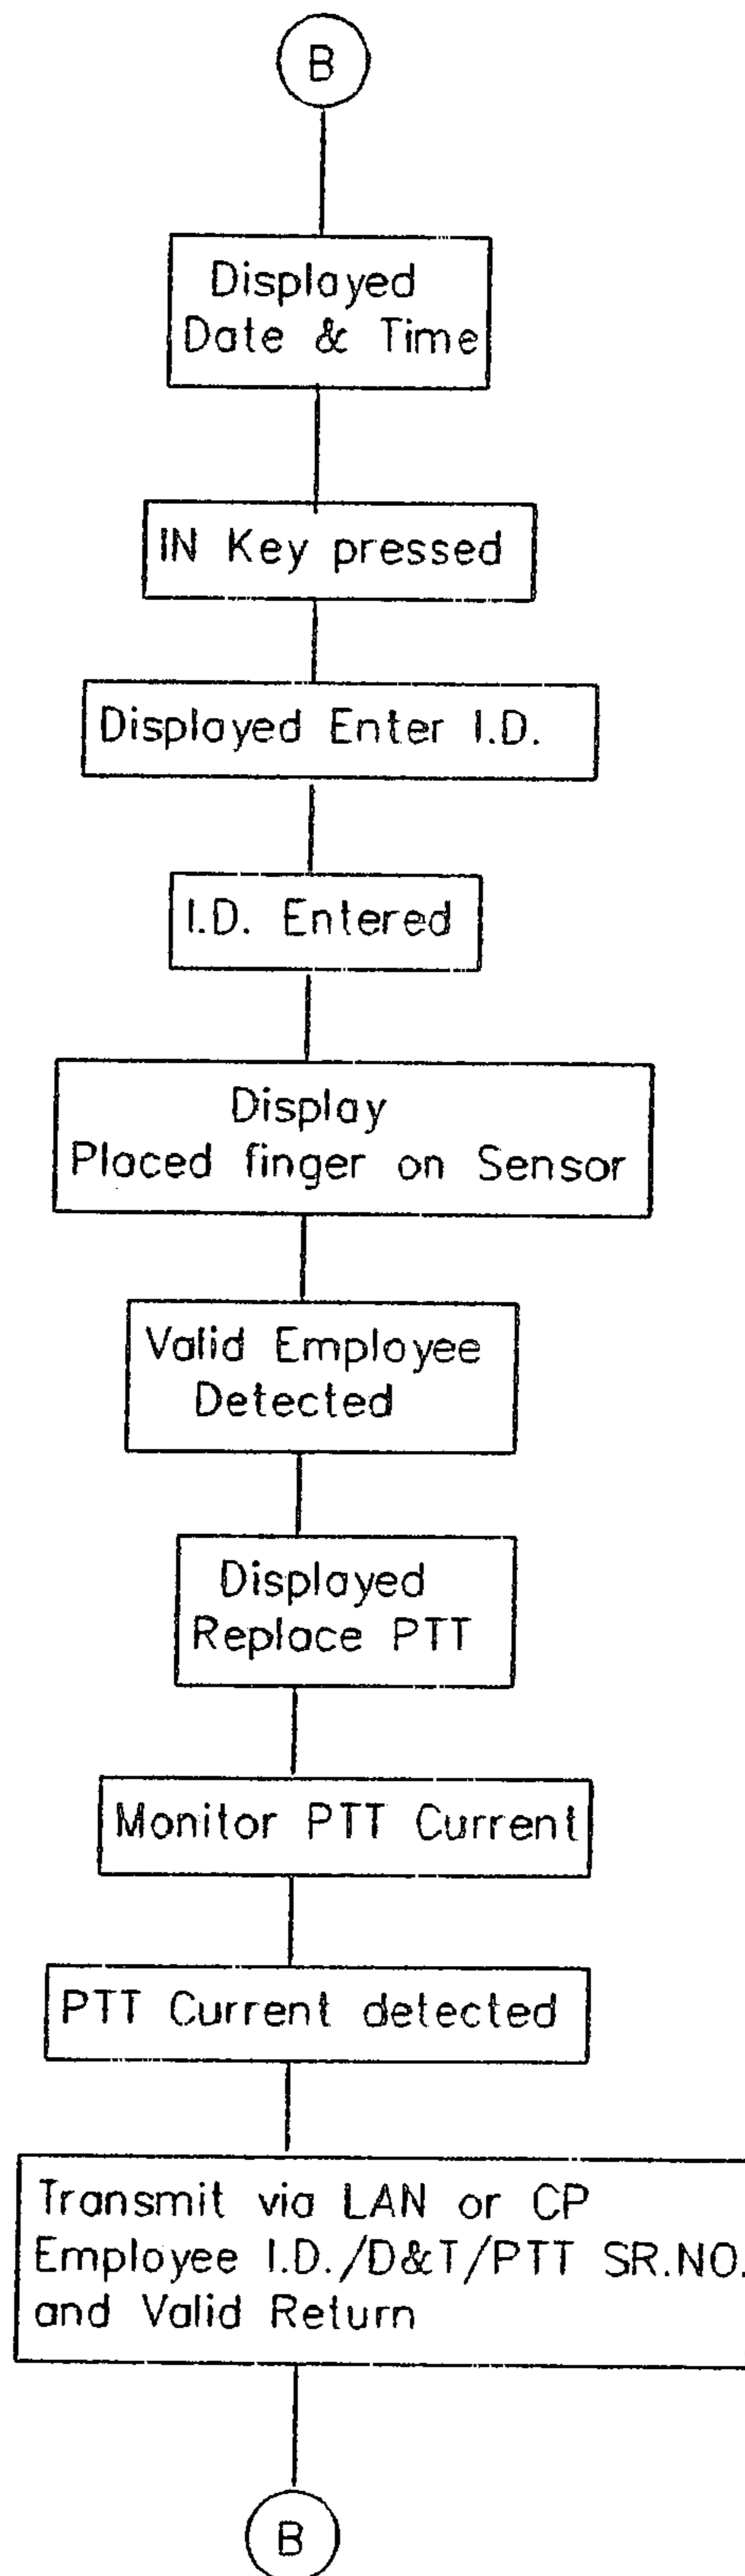 B
Displayed
Date & Time
IN Key pressed
Displayed Enter I.D.
I.D. Entered
Display
Placed finger on Sensor
Valid Employee
Detected
Displayed
Replace PTT
Monitor PTT Current
PTT Current detected
Transmit via LAN or CP
Employee I.D./D&T/PTT SR.NO.
and Valid Return
B